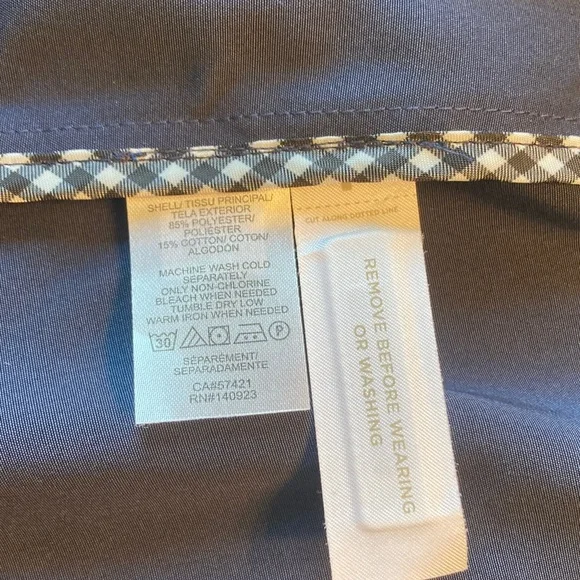 SHELL/ TISSU PRINCIPAL/
TELA EXTERIOR
85% POLYESTER/
POLIESTER
15% COTTON/ COTON/
ALGODÓN
MACHINE WASH COLD
SEPARATELY
ONLY NON-CHLORINE
BLEACH WHEN NEEDED
TUMBLE DRY LOW
WARM IRON WHEN NEEDED
30 P
SÉPARÉMENT/
SEPARADAMENTE
CA#57421
RN#140923
CUT ALONG DOTTED LINE
REMOVE BEFORE WEARING
OR WASHING